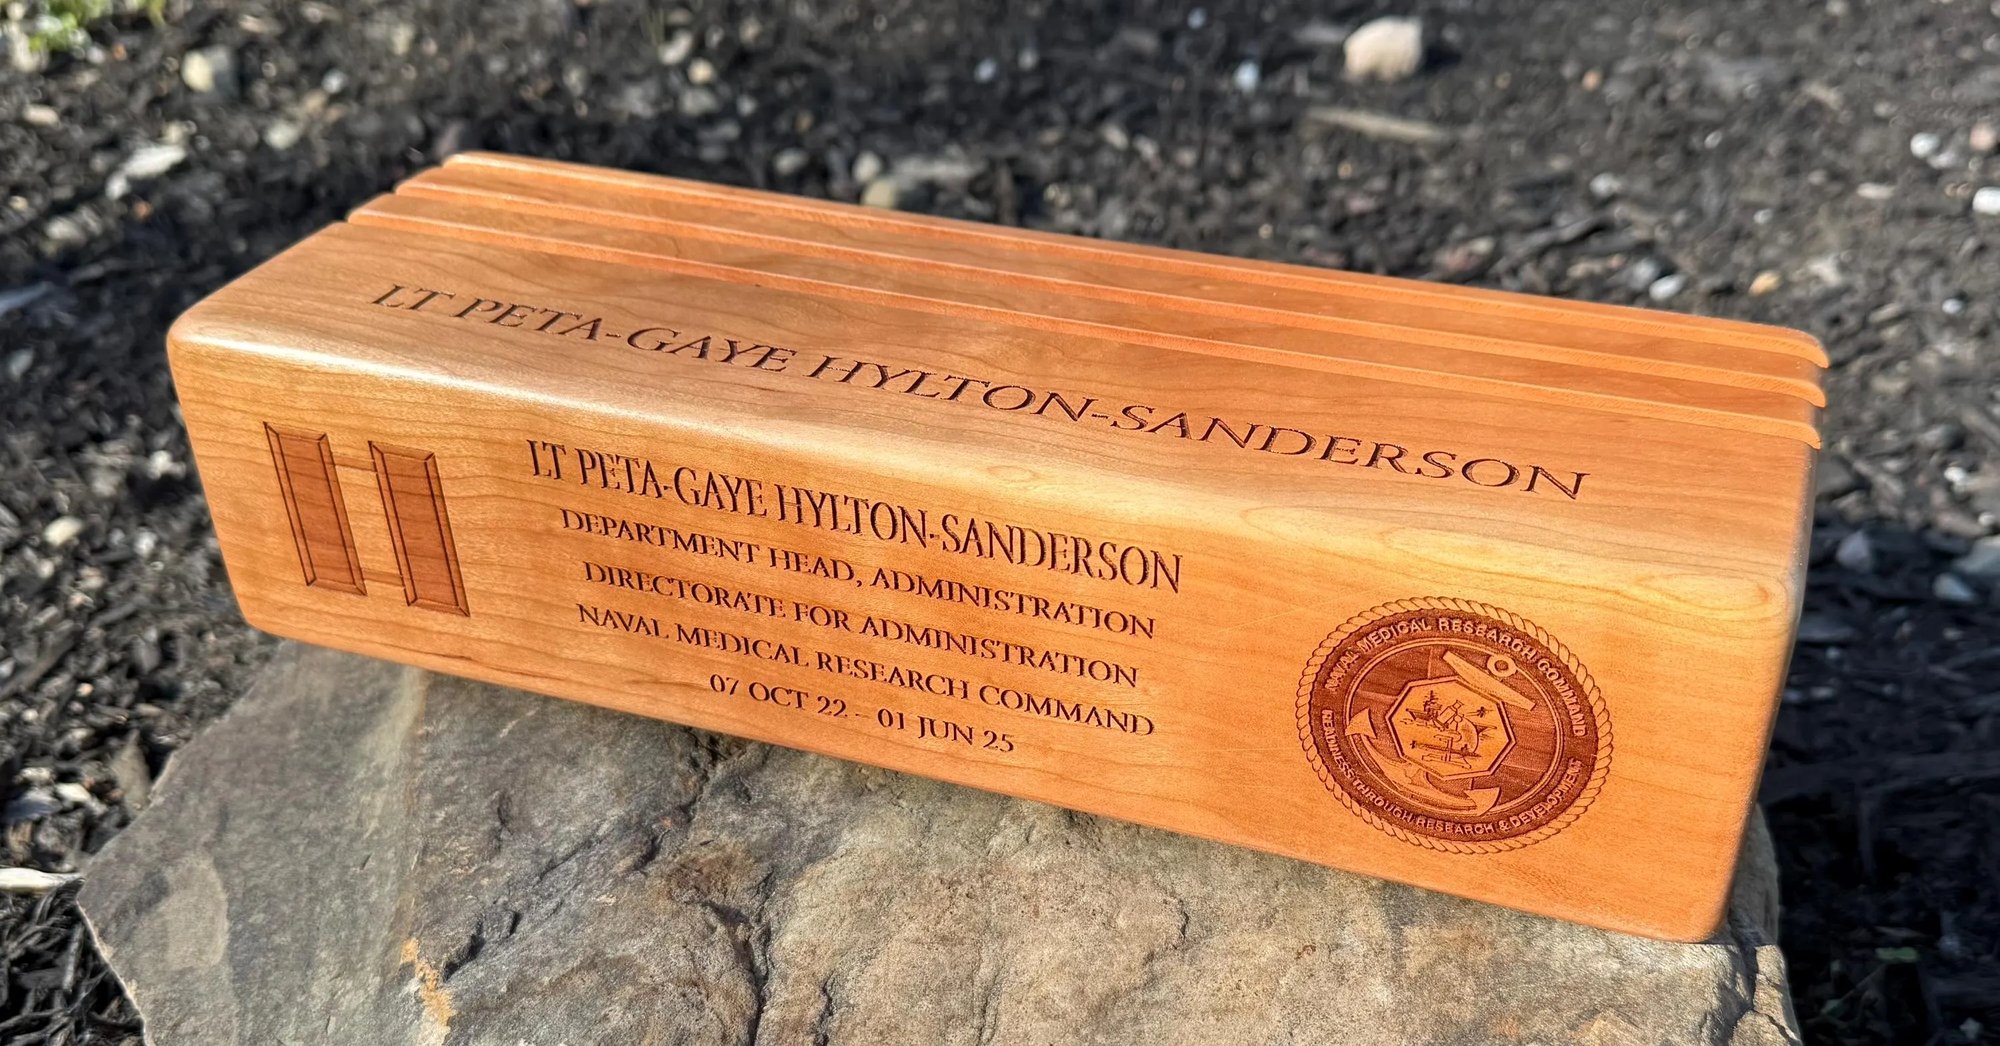 LT PETA-GAYE HYLTON-SANDERSON
LT PETA-GAYE HYLTON-SANDERSON
DEPARTMENT HEAD, ADMINISTRATION
DIRECTORATE FOR ADMINISTRATION
NAVAL MEDICAL RESEARCH COMMAND
07 OCT 22 - 01 JUN 25
NAVAL MEDICAL RESEARCH COMMAND
READINESS THROUGH RESEARCH & DEVELOPMENT